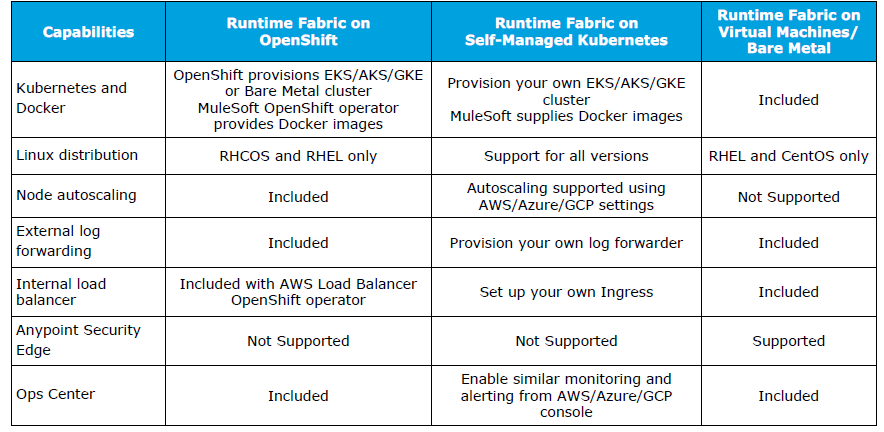 Capabilities
Runtime Fabric on
OpenShift
Runtime Fabric on
Self-Managed Kubernetes
Runtime Fabric on
Virtual Machines/
Bare Metal
Kubernetes and
Docker
OpenShift provisions EKS/AKS/GKE
or Bare Metal cluster
MuleSoft OpenShift operator
provides Docker images
Provision your own EKS/AKS/GKE
cluster
MuleSoft supplies Docker images
Included
Linux distribution
RHCOS and RHEL only
Support for all versions
RHEL and CentOS only
Node autoscaling
Included
Autoscaling supported using
AWS/Azure/GCP settings
Not Supported
External log
forwarding
Included
Provision your own log forwarder
Included
Internal load
balancer
Included with AWS Load Balancer
OpenShift operator
Set up your own Ingress
Included
Anypoint Security
Edge
Not Supported
Not Supported
Supported
Ops Center
Included
Enable similar monitoring and
alerting from AWS/Azure/GCP
console
Included